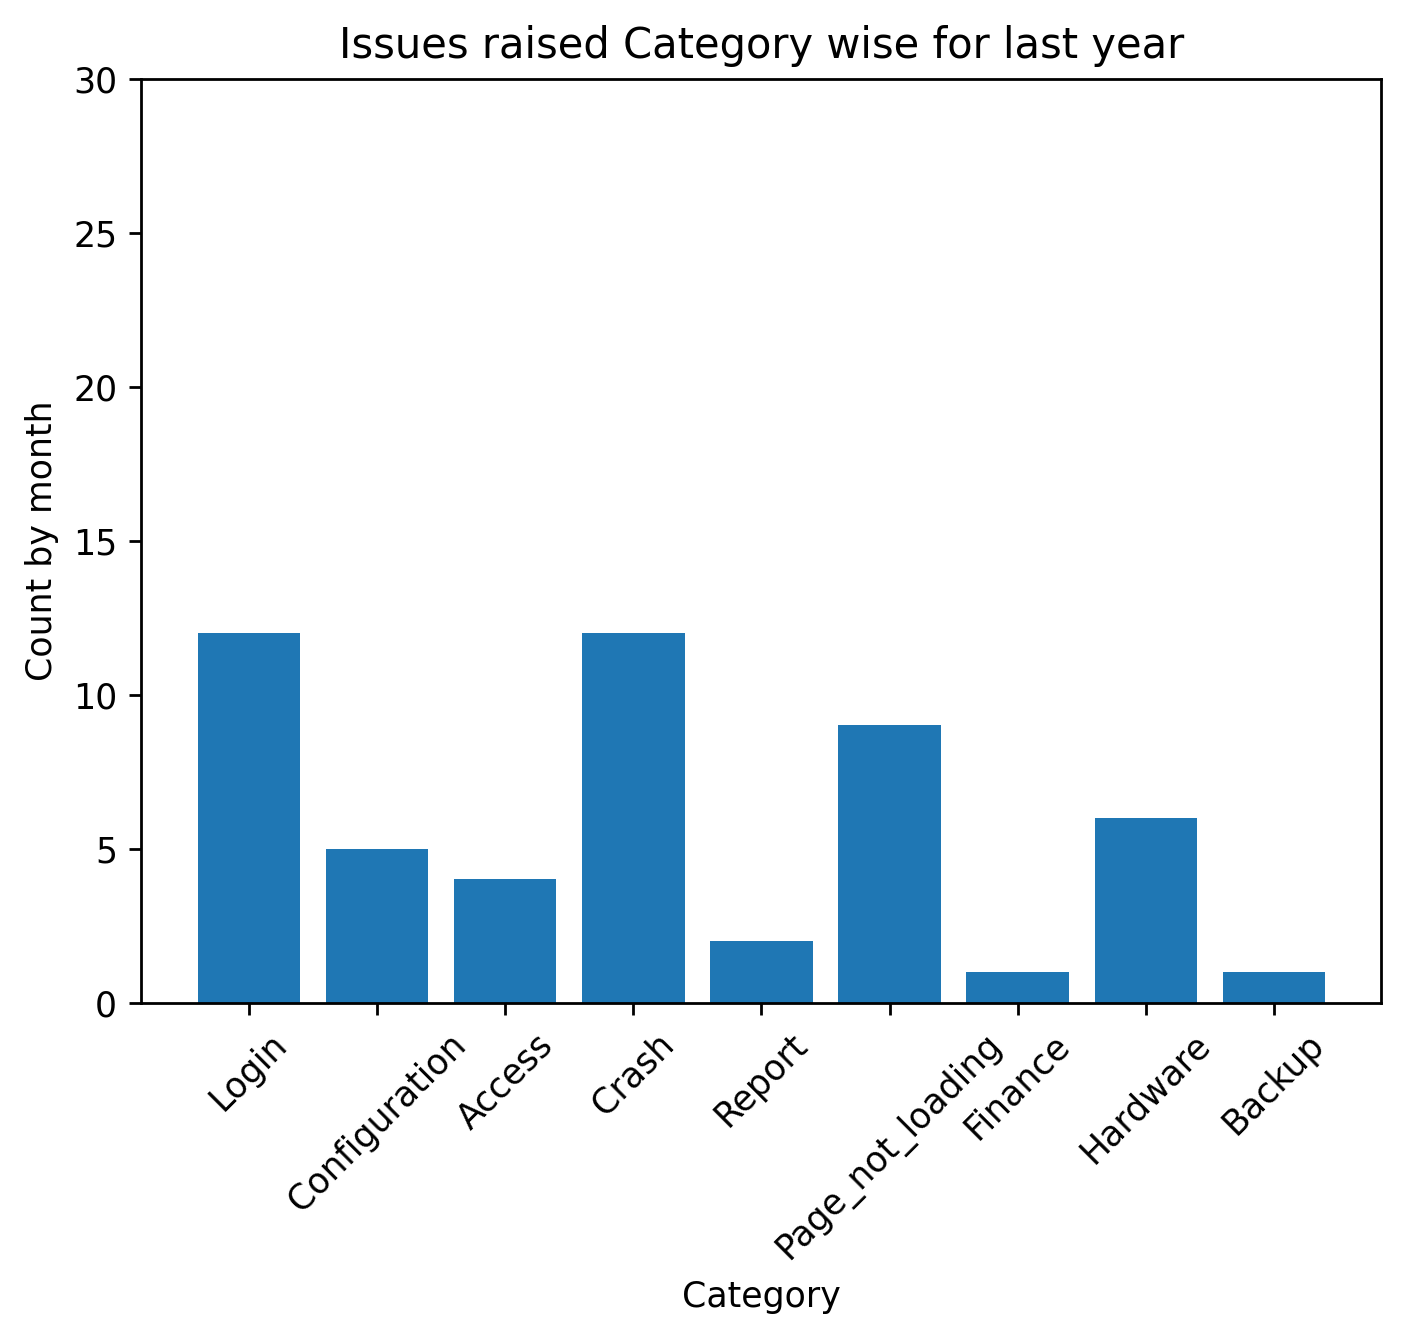 Issues raised Category wise for last year
Count by month
30
25
20
15
10
5
0
Login
Configuration
Access
Crash
Report
Page_not_loading
Finance
Hardware
Backup
Category